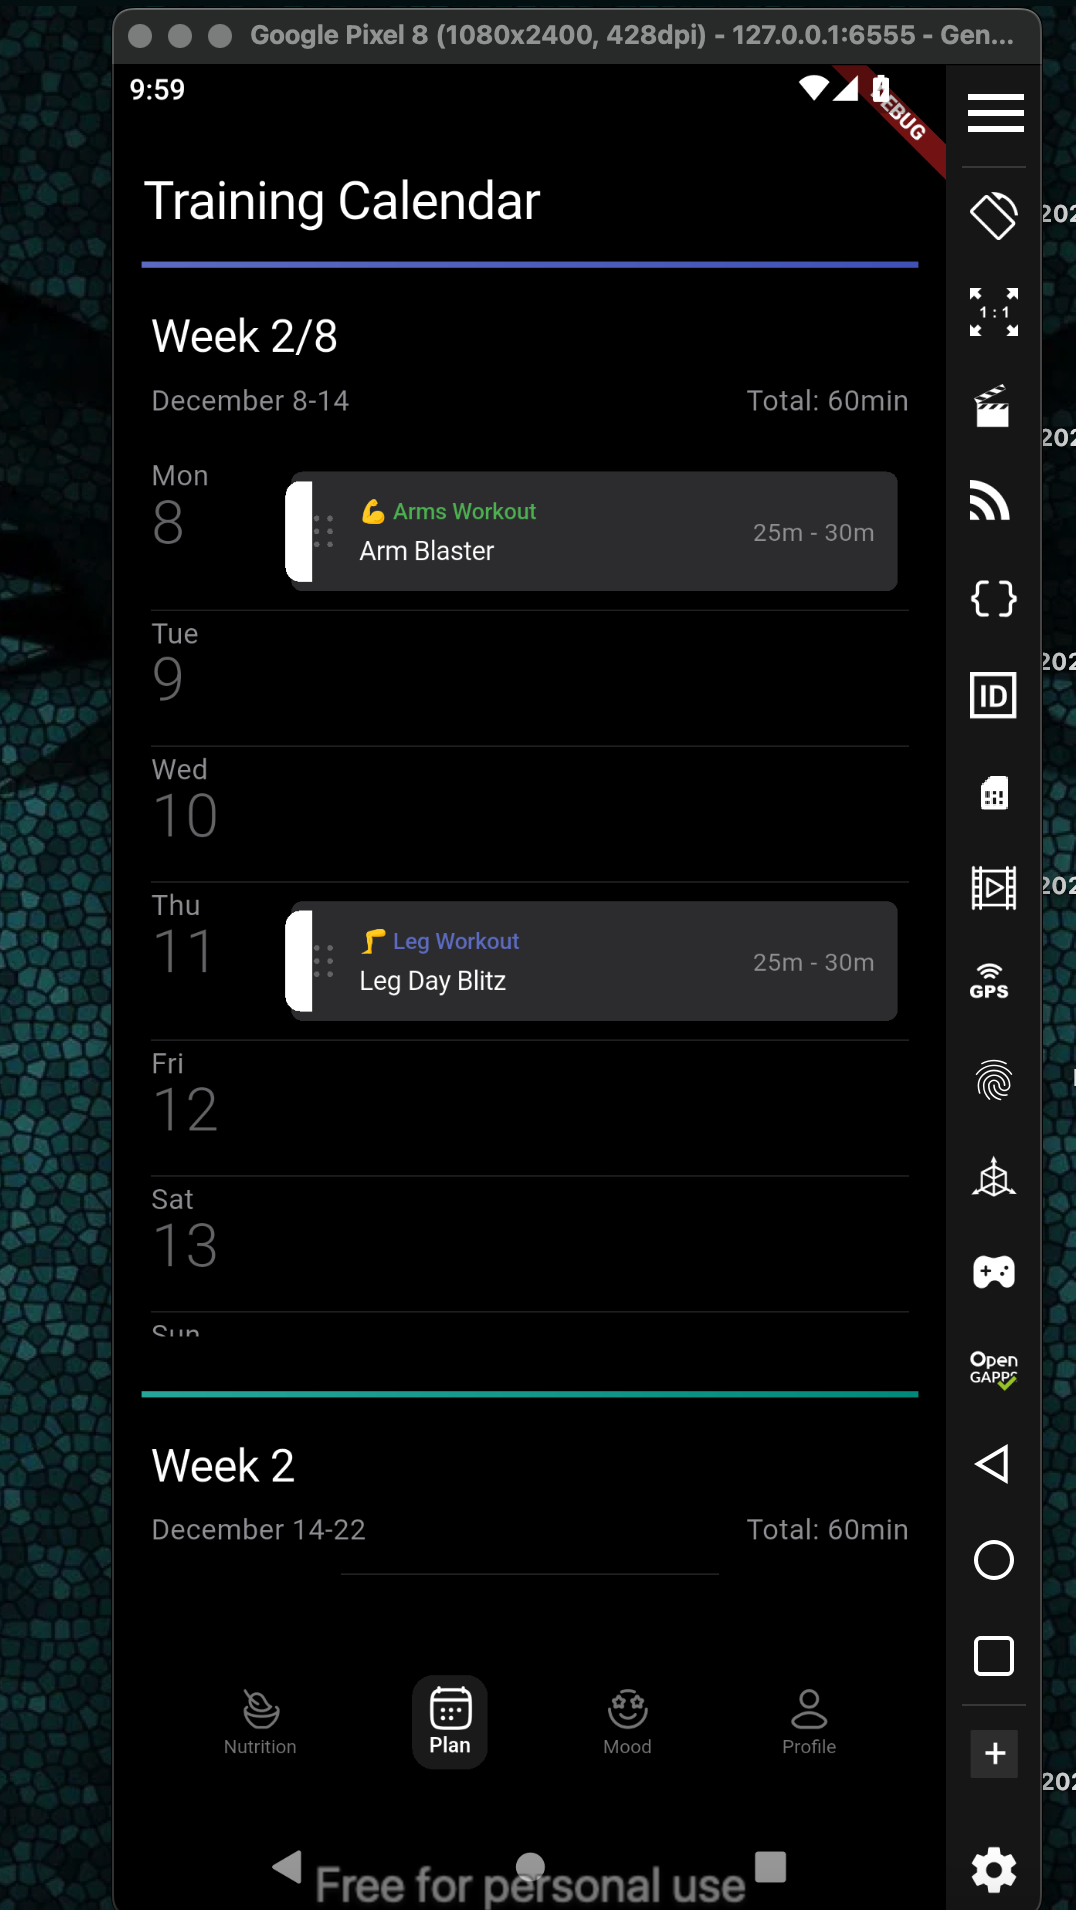 Google Pixel 8 (1080x2400, 428dpi) - 127.0.0.1:6555 - Gen...
9:59
Training Calendar
Week 2/8
December 8-14 Total: 60min
Mon
8
💪 Arms Workout
Arm Blaster
25m - 30m
Tue
9
Wed
10
Thu
11
🦵 Leg Workout
Leg Day Blitz
25m - 30m
Fri
12
Sat
13
Sun
Week 2
December 14-22 Total: 60min
Nutrition Plan Mood Profile
Free for personal use
1:1
ID
GPS
Open
GAPPS
202
202
202
202
202